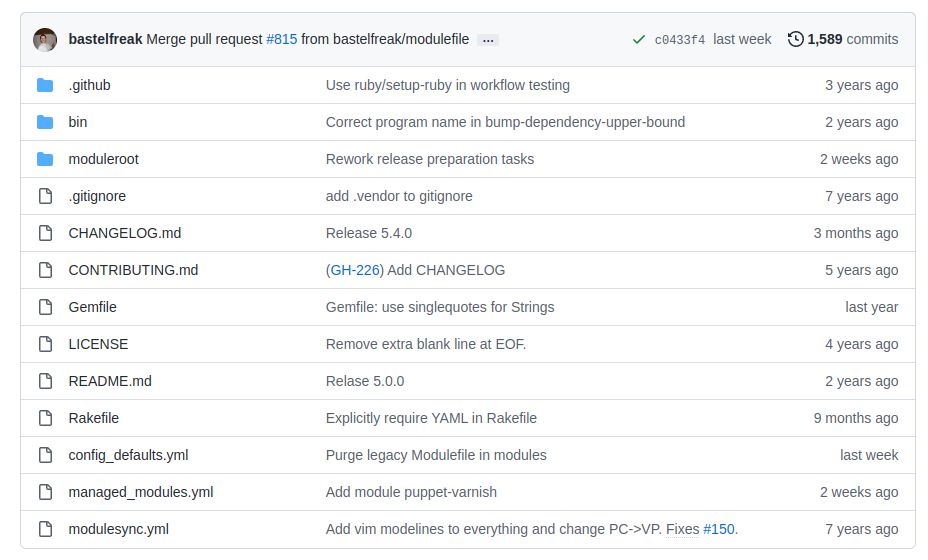 bastelfreak Merge pull request #815 from bastelfreak/modulefile ... c0433f4 last week 1,589 commits
.github Use ruby/setup-ruby in workflow testing 3 years ago
bin Correct program name in bump-dependency-upper-bound 2 years ago
moduleroot Rework release preparation tasks 2 weeks ago
.gitignore add .vendor to gitignore 7 years ago
CHANGELOG.md Release 5.4.0 3 months ago
CONTRIBUTING.md (GH-226) Add CHANGELOG 5 years ago
Gemfile Gemfile: use singlequotes for Strings last year
LICENSE Remove extra blank line at EOF. 4 years ago
README.md Relase 5.0.0 2 years ago
Rakefile Explicitly require YAML in Rakefile 9 months ago
config_defaults.yml Purge legacy Modulefile in modules last week
managed_modules.yml Add module puppet-varnish 2 weeks ago
modulesync.yml Add vim modelines to everything and change PC->VP. Fixes #150. 7 years ago